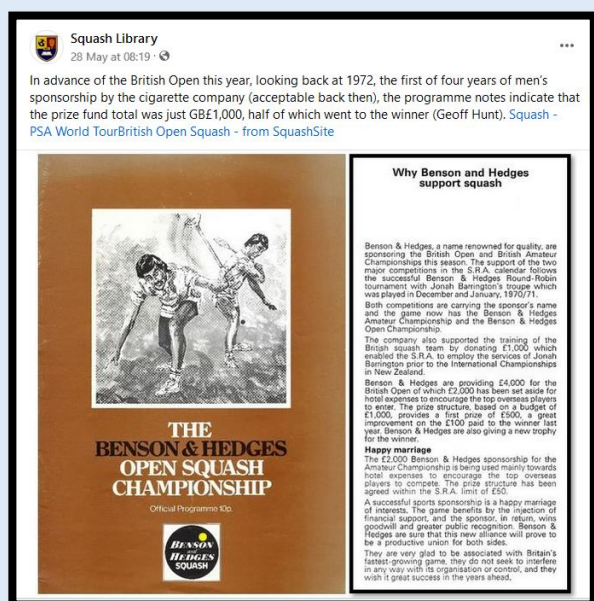 Squash Library
28 May at 08:19 ·
In advance of the British Open this year, looking back at 1972, the first of four years of men's
sponsorship by the cigarette company (acceptable back then), the programme notes indicate that
the prize fund total was just GB£1,000, half of which went to the winner (Geoff Hunt). Squash -
PSA World TourBritish Open Squash - from SquashSite
THE
BENSON & HEDGES
OPEN SQUASH
CHAMPIONSHIP
Official Programme 10p.
BENSON
and
HEDGES
SQUASH
Why Benson and Hedges
support squash
Benson & Hedges, a name renowned for quality, are
sponsoring the British Open and British Amateur
Championships this season. The support of the two
major competitions in the S.R.A. calendar follows
the successful Benson & Hedges Round-Robin
tournament with Jonah Barrington's troupe which
was played in December and January, 1970/71.
Both competitions are carrying the sponsor's name
and the game now has the Benson & Hedges
Amateur Championship and the Benson & Hedges
Open Championship.
The company also supported the training of the
British squash team by donating £1,000 which
enabled the S.R.A. to employ the services of Jonah
Barrington prior to the International Championships
in New Zealand.
Benson & Hedges are providing £4,000 for the
British Open of which £2,000 has been set aside for
hotel expenses to encourage the top overseas players
to enter. The prize structure, based on a budget of
£1,000, provides a first prize of £500, a great
improvement on the £100 paid to the winner last
year. Benson & Hedges are also giving a new trophy
for the winner.
Happy marriage
The £2,000 Benson & Hedges sponsorship for the
Amateur Championship is being used mainly towards
hotel expenses to encourage the top overseas
players to compete. The prize structure has been
agreed within the S.R.A. limit of £50.
A successful sports sponsorship is a happy marriage
of interests. The game benefits by the injection of
financial support, and the sponsor, in return, wins
goodwill and greater public recognition. Benson &
Hedges are sure that this new alliance will prove to
be a productive union for both sides.
They are very glad to be associated with Britain's
fastest-growing game, they do not seek to interfere
in any way with its organisation or control, and they
wish it great success in the years ahead.